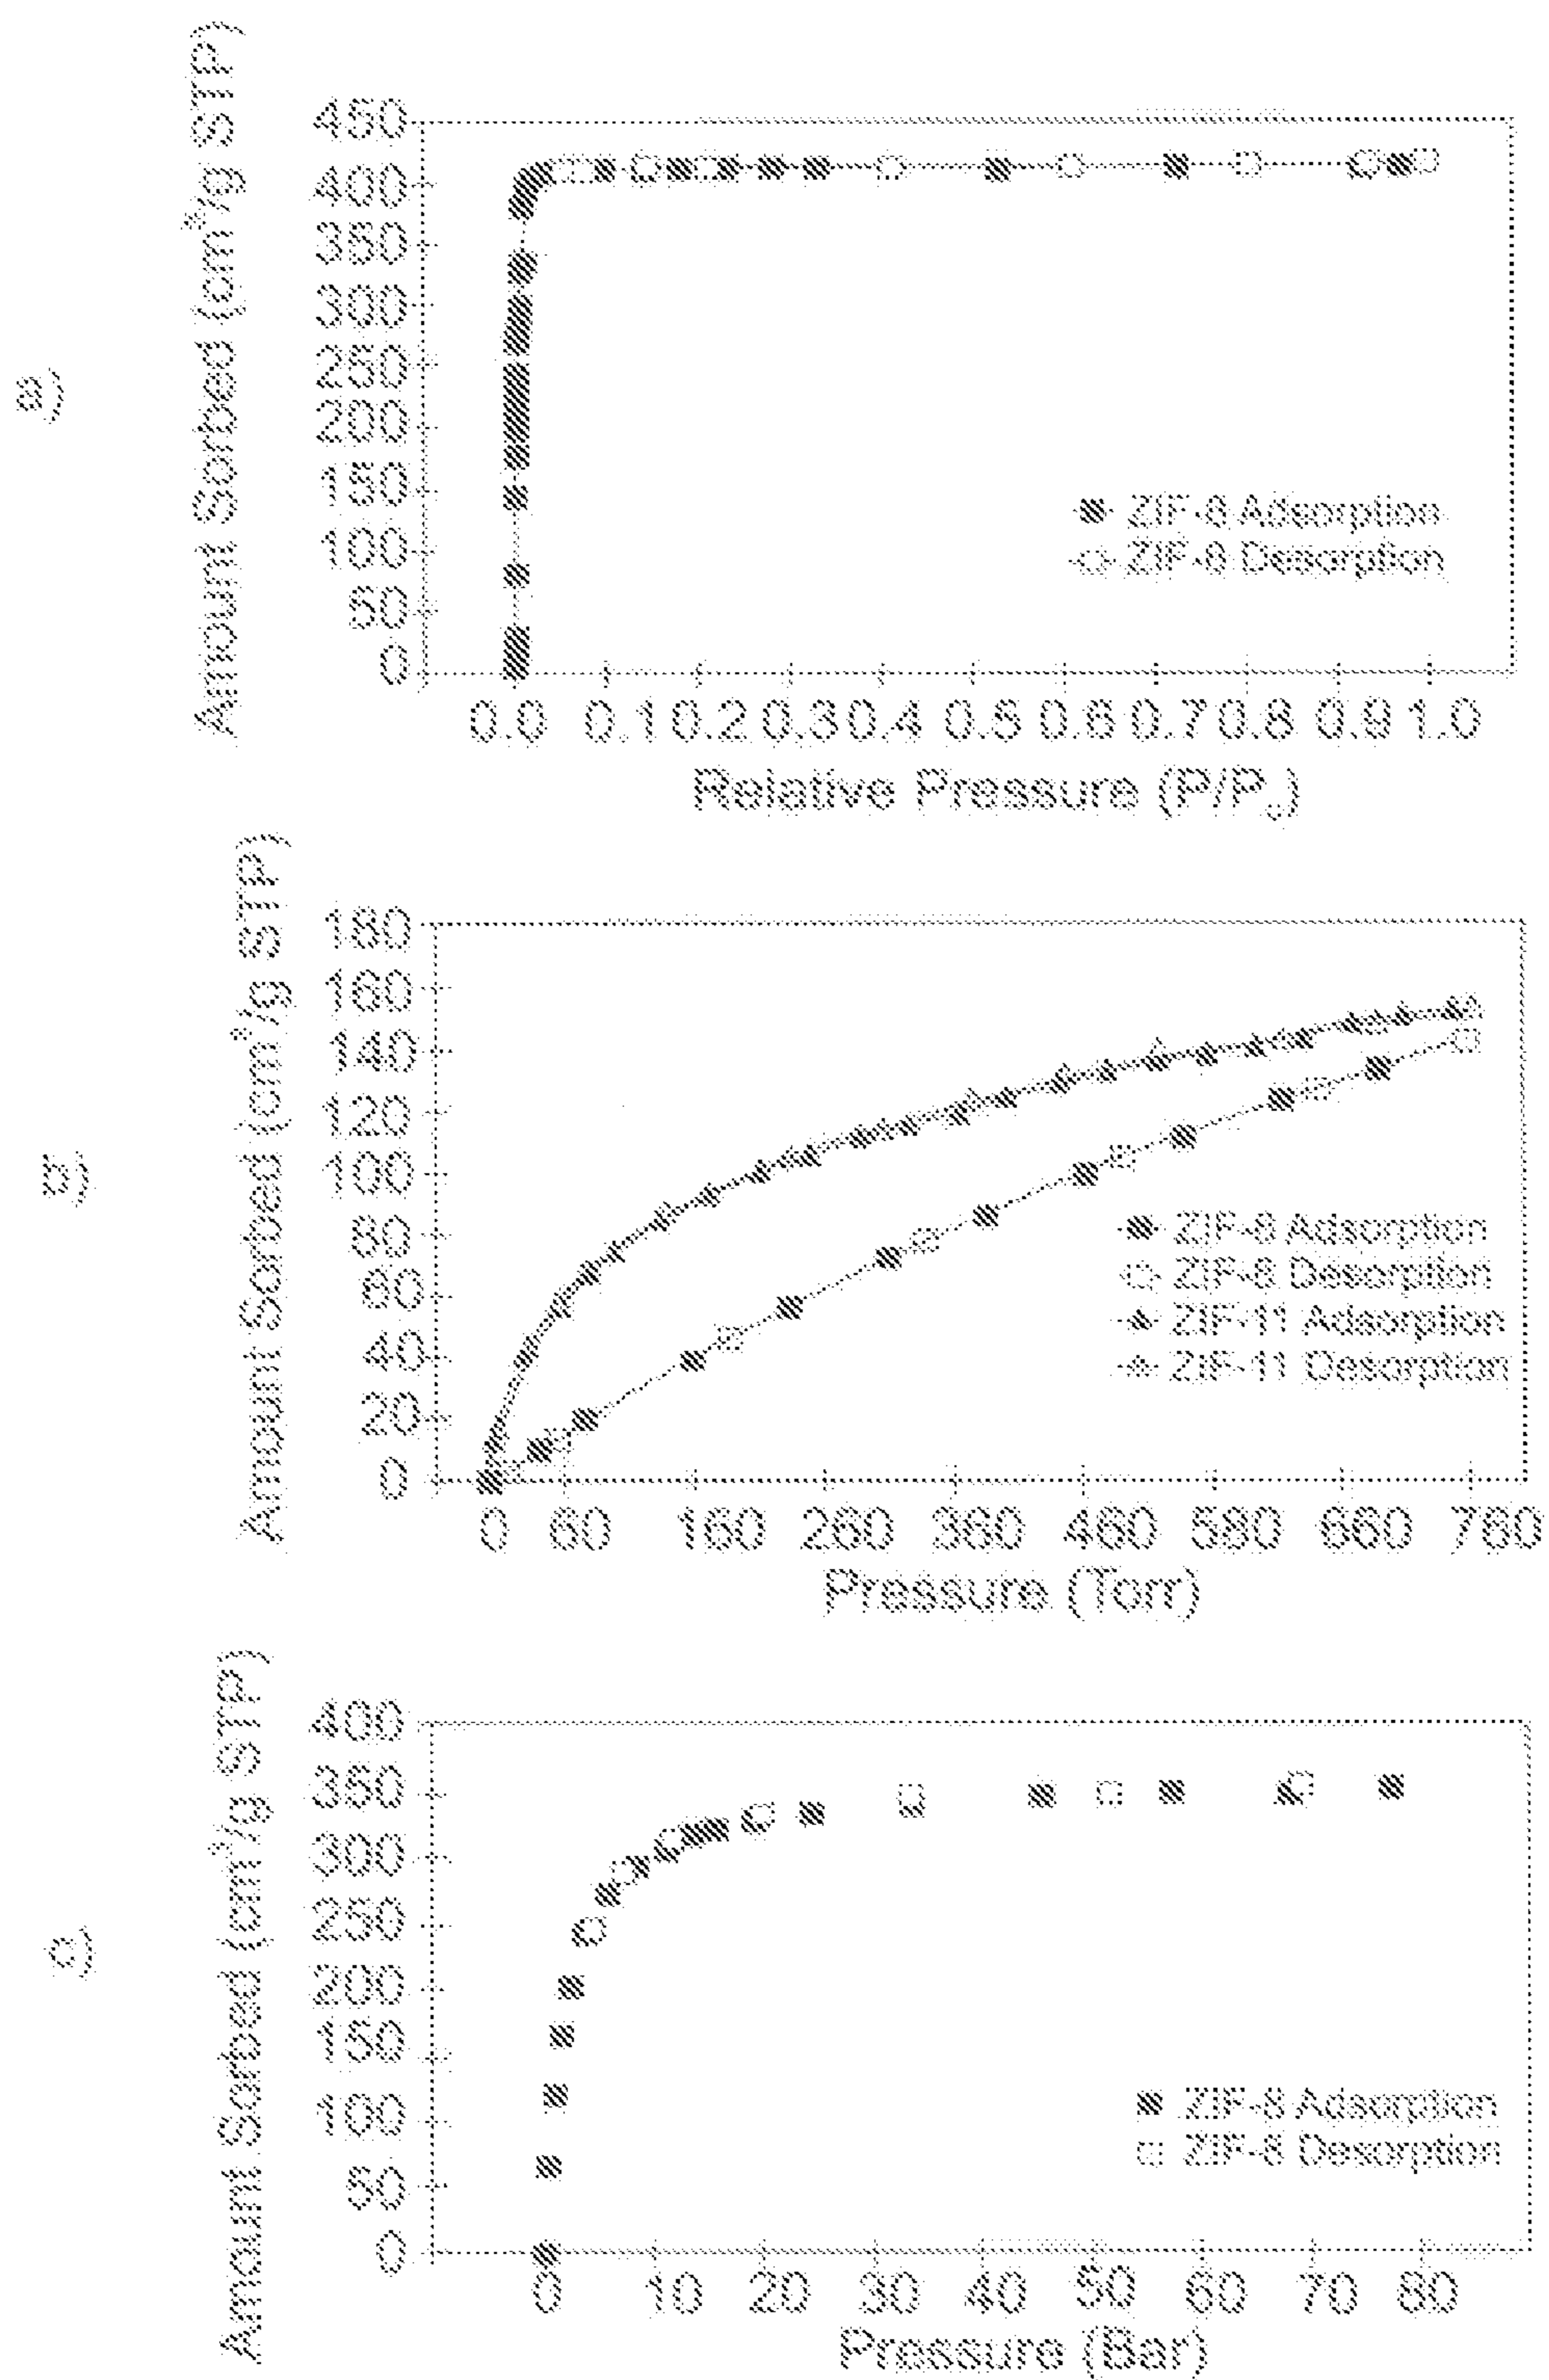 a)
Amount Sorbed (cm³/g STP)
450
400
350
300
250
200
150
100
50
0
ZIF-8 Adsorption
ZIF-8 Desorption
0.0 0.1 0.2 0.3 0.4 0.5 0.6 0.7 0.8 0.9 1.0
Relative Pressure (P/P₀)
b)
Amount Sorbed (cm³/g STP)
180
160
140
120
100
80
60
40
20
0
ZIF-8 Adsorption
ZIF-8 Desorption
ZIF-11 Adsorption
ZIF-11 Desorption
0 60 160 260 360 460 560 660 760
Pressure (Torr)
c)
Amount Sorbed (cm³/g STP)
400
350
300
250
200
150
100
50
0
ZIF-8 Adsorption
ZIF-8 Desorption
0 10 20 30 40 50 60 70 80
Pressure (Bar)